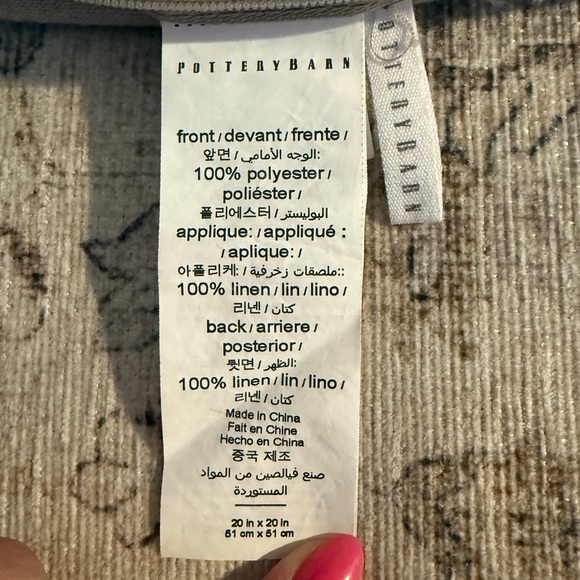 POTTERYBARN
front / devant / frente /
앞면 / الوجه الأمامي:
100% polyester /
poliéster /
폴리에스터 / البوليستر
applique: / appliqué :
/ aplique: /
아플리케: / ملصقات زخرفية::
100% linen / lin / lino /
리넨 / كتان
back / arriere /
posterior /
뒷면 / الظهر:
100% linen / lin / lino /
리넨 / كتان
Made in China
Fait en Chine
Hecho en China
중국 제조
صنع فيالصين من المواد
المستوردة
20 in x 20 in
51 cm x 51 cm
POTTERYBARN